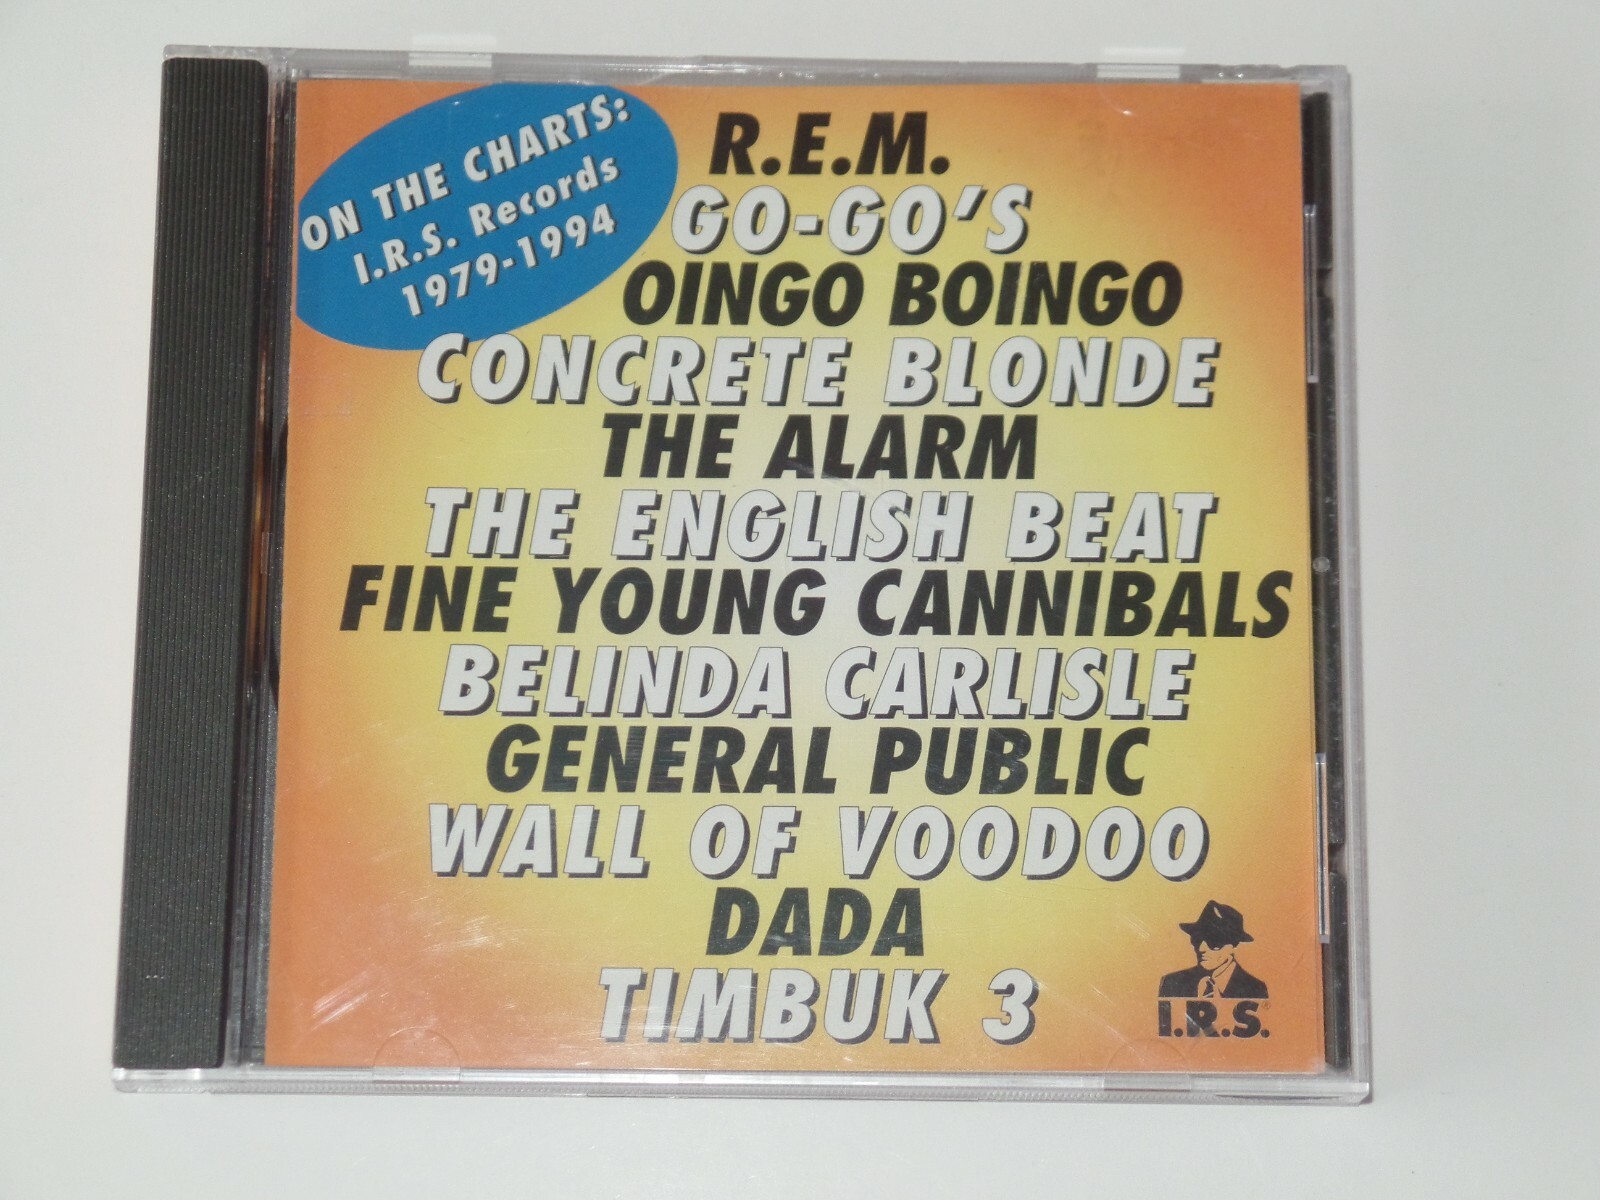 ON THE CHARTS:
I.R.S. Records
1979-1994
R.E.M.
GO-GO'S
OINGO BOINGO
CONCRETE BLONDE
THE ALARM
THE ENGLISH BEAT
FINE YOUNG CANNIBALS
BELINDA CARLISLE
GENERAL PUBLIC
WALL OF VOODOO
DADA
TIMBUK 3
I.R.S.®